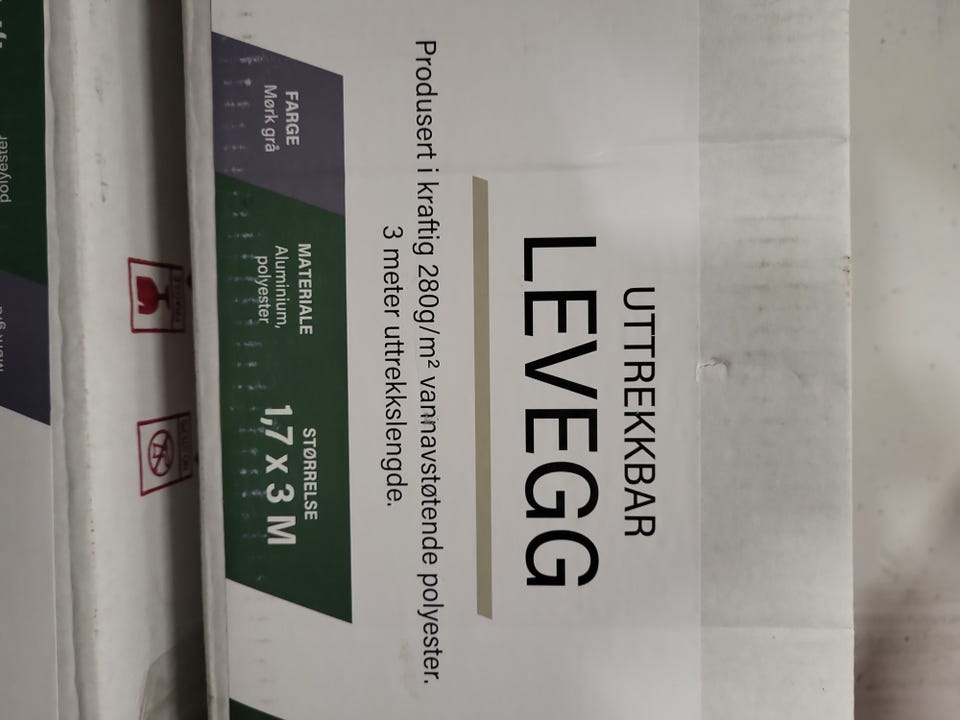 UTTREKKBAR
LEVEGG
Produsert i kraftig 280g/m² vannavstøtende polyester.
3 meter uttrekkslengde.
FARGE
Mørk grå
MATERIALE
Aluminium,
polyester
STØRRELSE
1,7 x 3 M
polyester